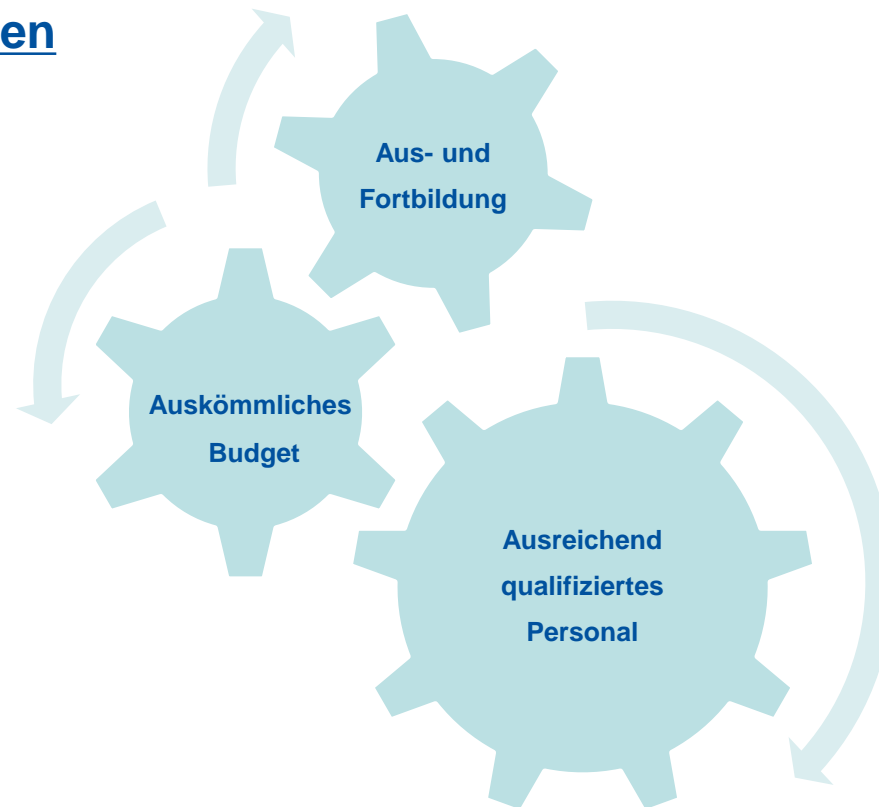 en
Aus- und
Fortbildung
Auskömmliches
Budget
Ausreichend
qualifiziertes
Personal